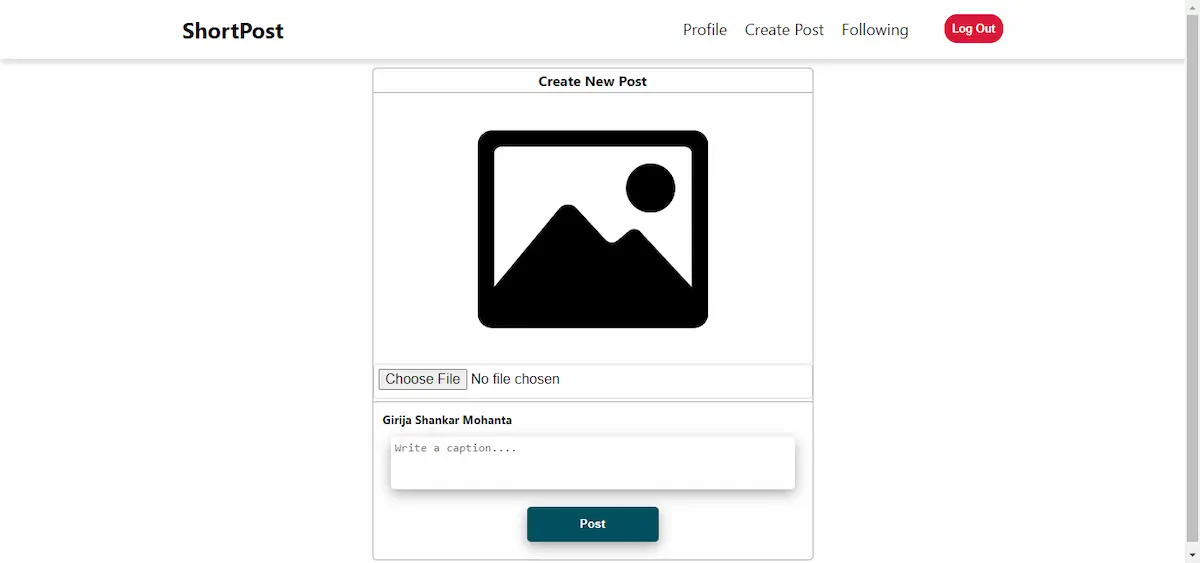 ShortPost
Profile Create Post Following Log Out
Create New Post
Choose File No file chosen
Girija Shankar Mohanta
Write a caption....
Post